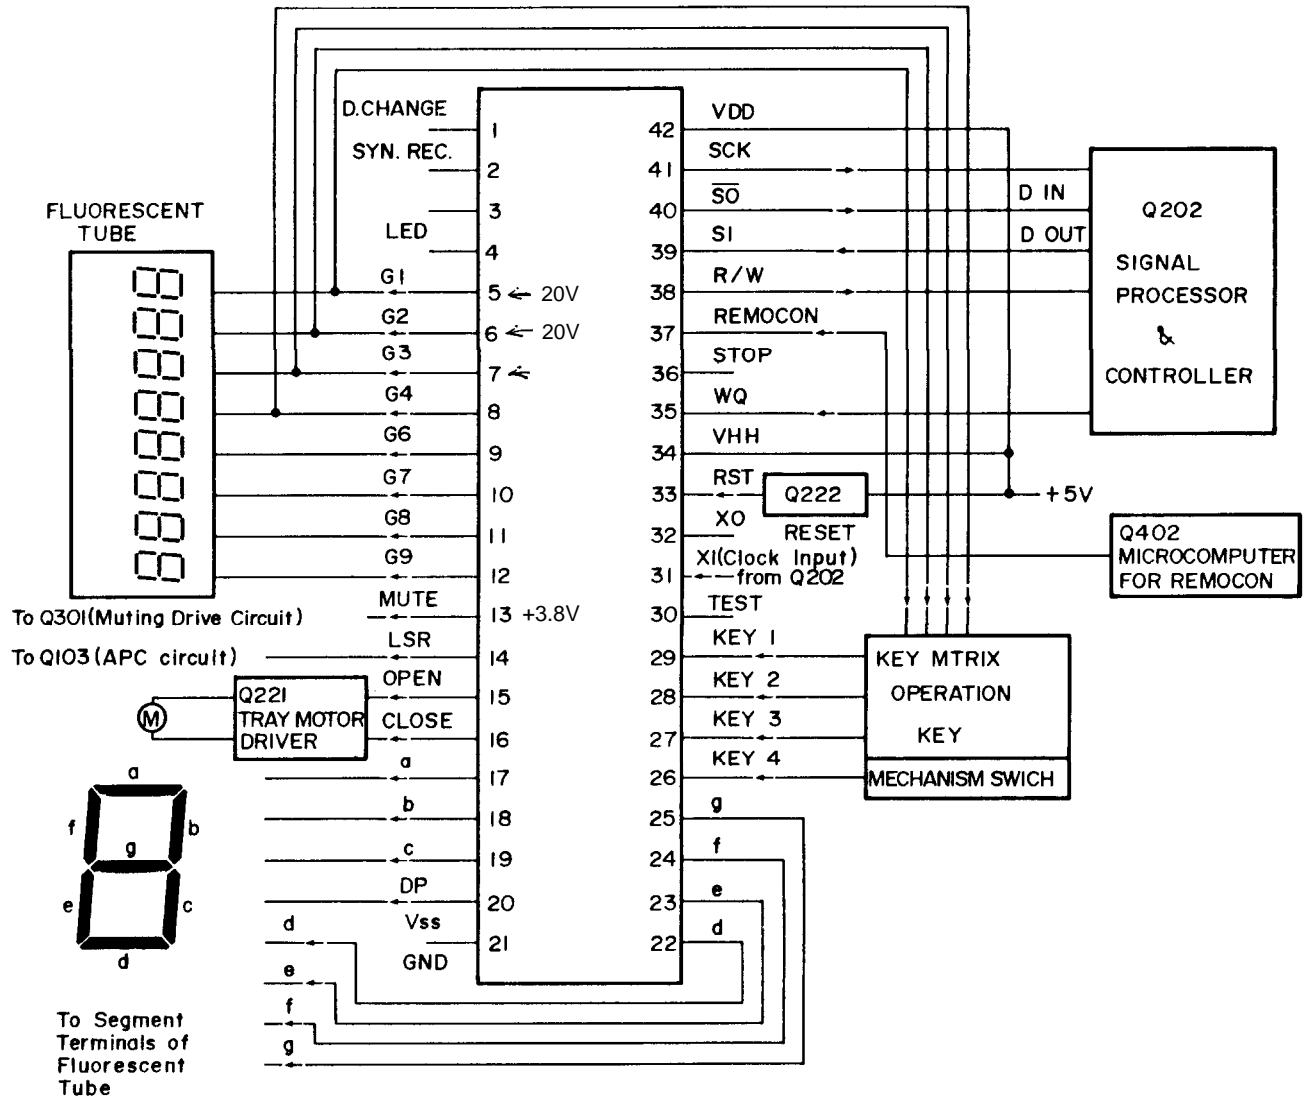 D.CHANGE
SYN. REC.
LED
G1
G2
G3
G4
G6
G7
G8
G9
MUTE
LSR
OPEN
CLOSE
a
b
c
DP
Vss
GND
FLUORESCENT
TUBE
To Q301(Muting Drive Circuit)
To Q103(APC circuit)
Q221
TRAY MOTOR
DRIVER
M
a
f
b
g
e
c
d
d
e
f
g
To Segment
Terminals of
Fluorescent
Tube
1
2
3
4
5 20V
6 20V
7
8
9
10
11
12
13 +3.8V
14
15
16
17
18
19
20
21
42
41
40
39
38
37
36
35
34
33
32
31
30
29
28
27
26
25
24
23
22
VDD
SCK
SO
SI
R/W
REMOCON
STOP
WQ
VHH
RST
XO
XI(Clock Input)
from Q202
TEST
KEY 1
KEY 2
KEY 3
KEY 4
g
f
e
d
D IN
D OUT
Q202
SIGNAL
PROCESSOR
&
CONTROLLER
Q222
RESET
+5V
Q402
MICROCOMPUTER
FOR REMOCON
KEY MTRIX
OPERATION
KEY
MECHANISM SWICH